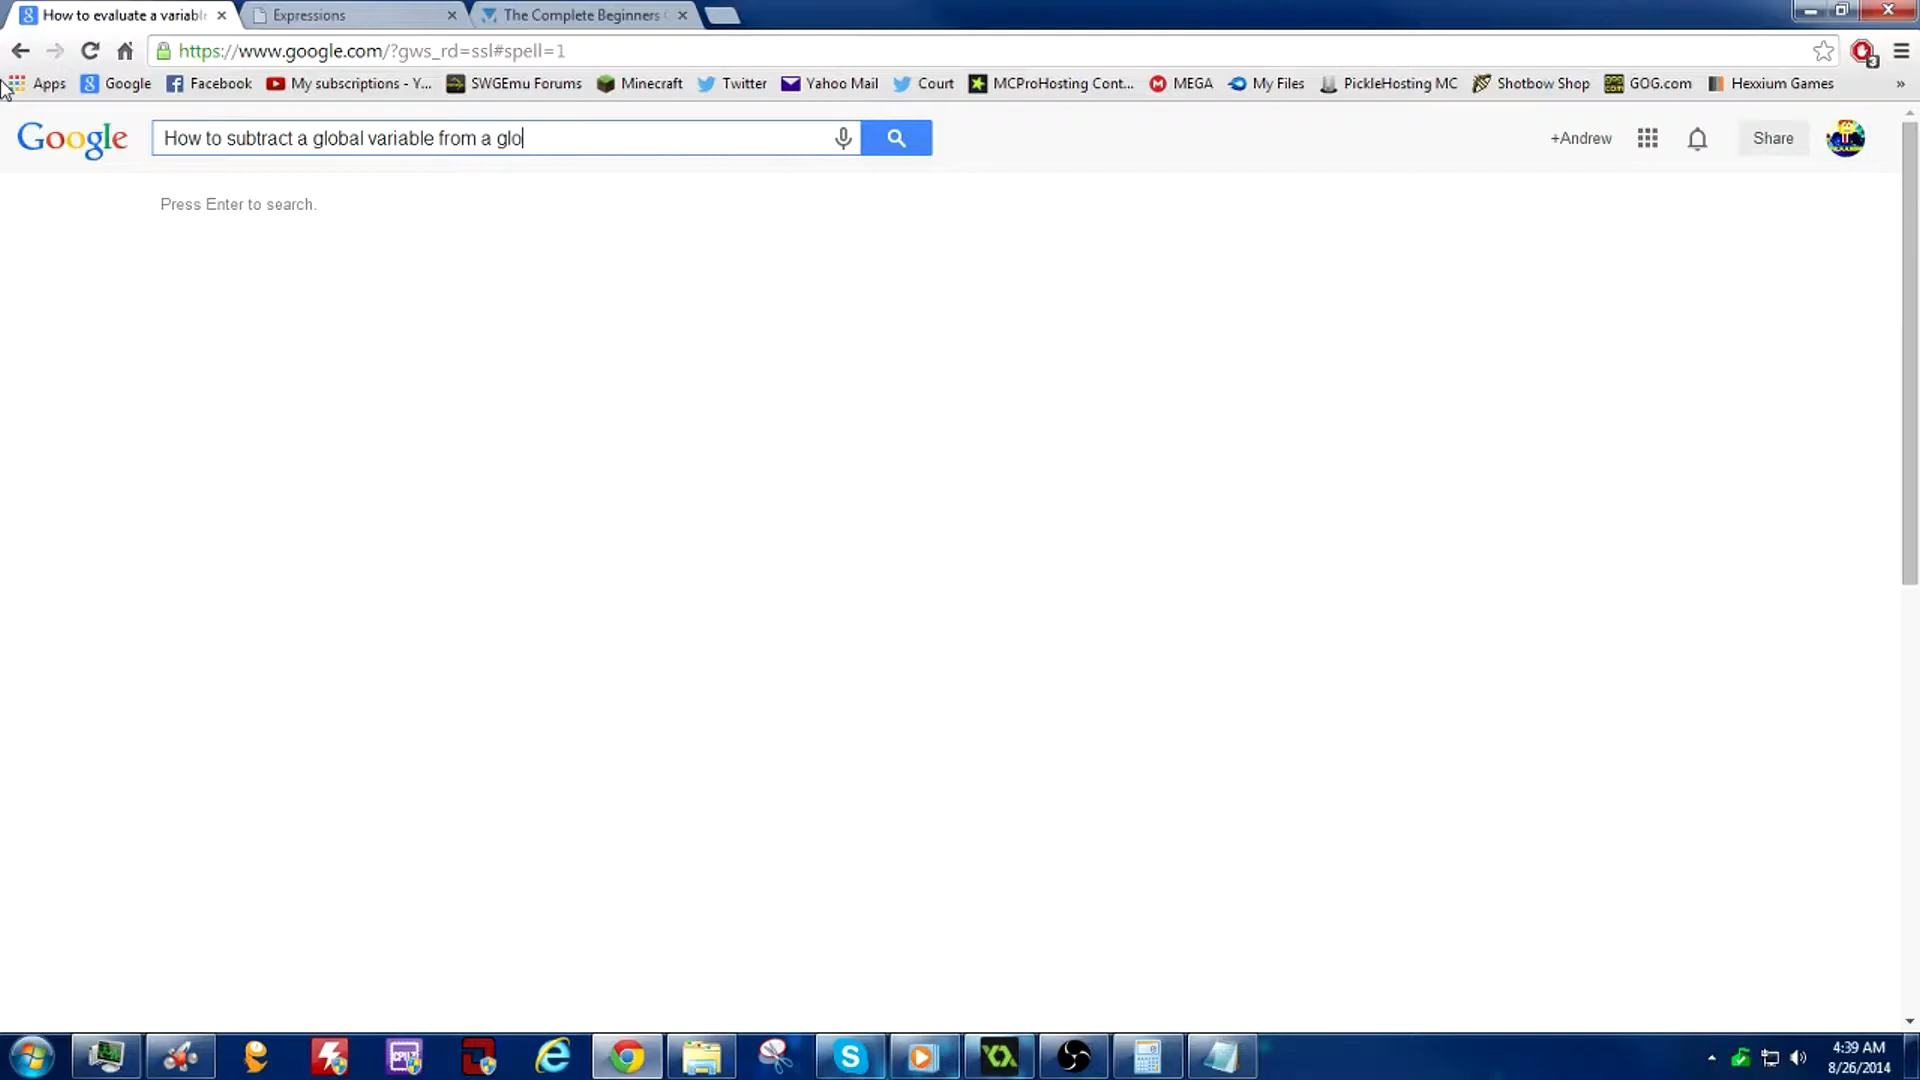 How to evaluate a variabl
Expressions
The Complete Beginners
https://www.google.com/?gws_rd=ssl#spell=1
3
Apps Google Facebook My subscriptions - Y... SWGEmu Forums Minecraft Twitter Yahoo Mail Court MCProHosting Cont... MEGA My Files PickleHosting MC Shotbow Shop GOG.com Hexxium Games »
Google
How to subtract a global variable from a glo
+Andrew
Share
Press Enter to search.
4:39 AM
8/26/2014